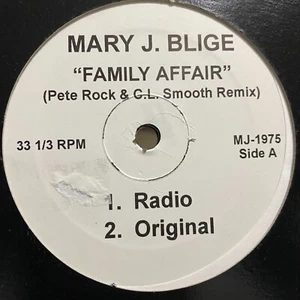 MARY J. BLIGE
"FAMILY AFFAIR"
(Pete Rock & C.L. Smooth Remix)
33 1/3 RPM
MJ-1975
Side A
1. Radio
2. Original